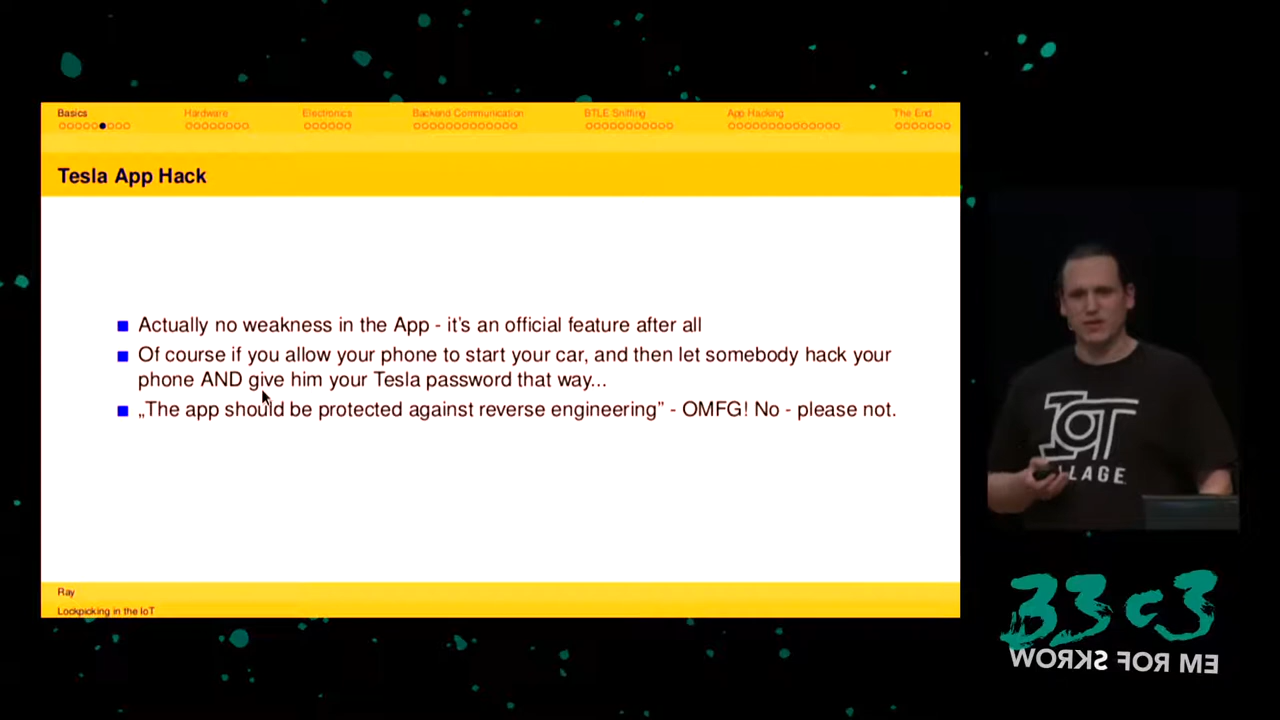 Basics Hardware Electronics Backend Communication BTLE Sniffing App Hacking The End
Tesla App Hack
Actually no weakness in the App - it's an official feature after all
Of course if you allow your phone to start your car, and then let somebody hack your
phone AND give him your Tesla password that way...
„The app should be protected against reverse engineering” - OMFG! No - please not.
Ray
Lockpicking in the IoT
IOT
LLAGE
33c3
WORKS FOR ME